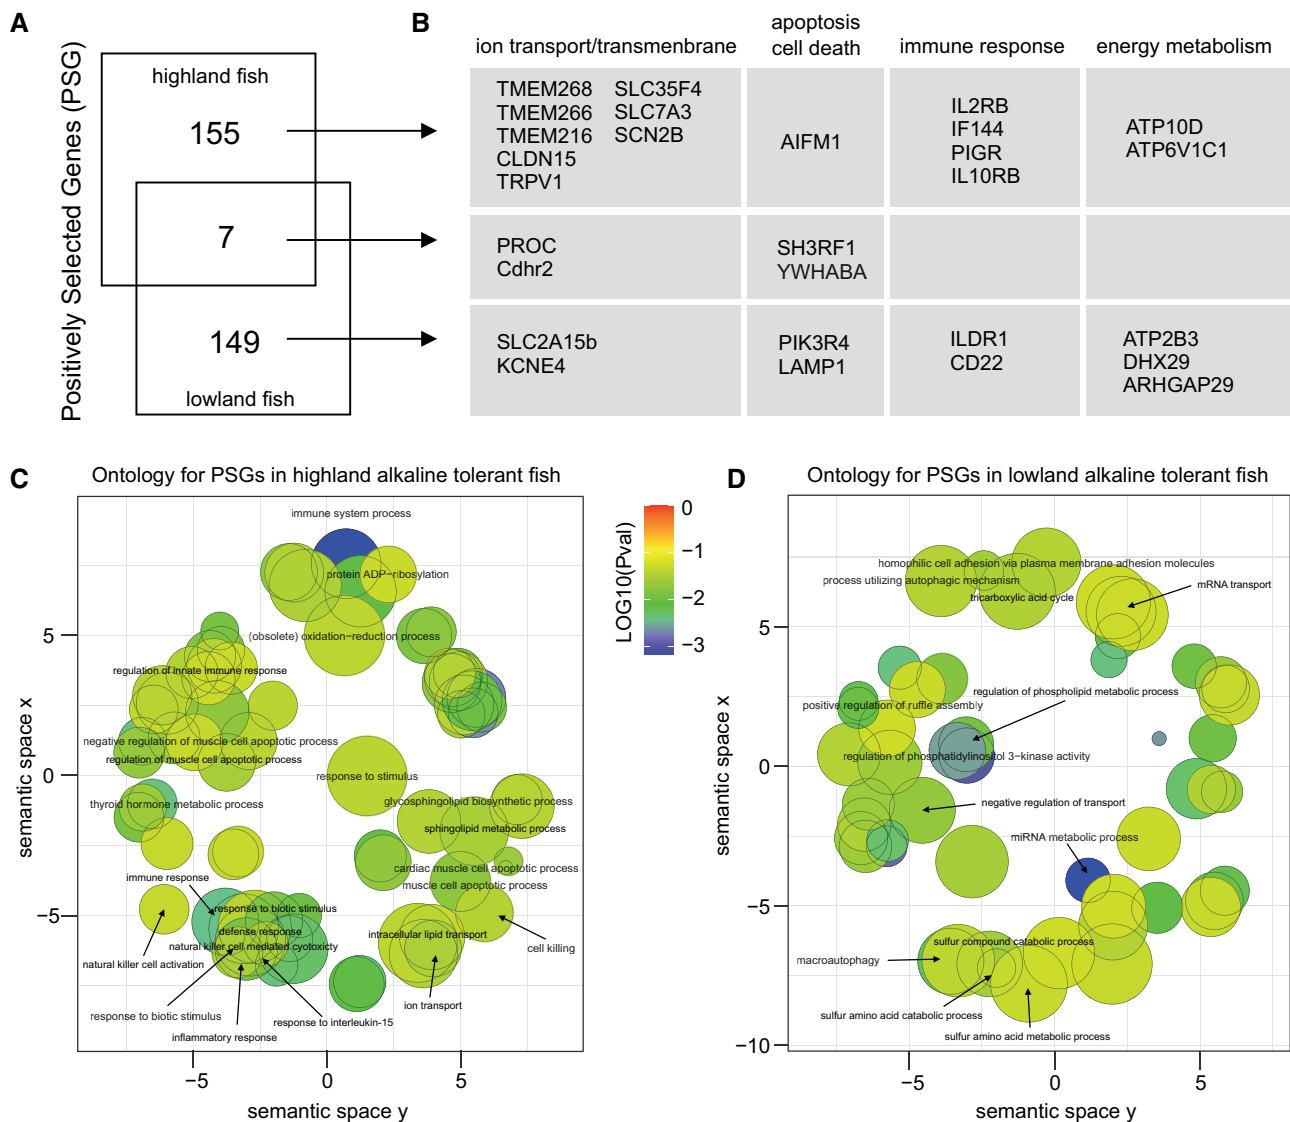 A
Positively Selected Genes (PSG)
highland fish
155
7
149
lowland fish
B
ion transport/transmenbrane
apoptosis
cell death
immune response
energy metabolism
TMEM268 SLC35F4
TMEM266 SLC7A3
TMEM216 SCN2B
CLDN15
TRPV1
AIFM1
IL2RB
IF144
PIGR
IL10RB
ATP10D
ATP6V1C1
PROC
Cdhr2
SH3RF1
YWHABA
SLC2A15b
KCNE4
PIK3R4
LAMP1
ILDR1
CD22
ATP2B3
DHX29
ARHGAP29
C
Ontology for PSGs in highland alkaline tolerant fish
immune system process
protein ADP−ribosylation
(obsolete) oxidation−reduction process
regulation of innate immune response
negative regulation of muscle cell apoptotic process
regulation of muscle cell apoptotic process
response to stimulus
thyroid hormone metabolic process
glycosphingolipid biosynthetic process
sphingolipid metabolic process
cardiac muscle cell apoptotic process
muscle cell apoptotic process
immune response
response to biotic stimulus
defense response
natural killer cell mediated cyotoxicty
natural killer cell activation
intracellular lipid transport
cell killing
ion transport
response to biotic stimulus
response to interleukin-15
inflammatory response
5
0
−5
semantic space x
−5
0
5
semantic space y
LOG10(Pval)
0
−1
−2
−3
D
Ontology for PSGs in lowland alkaline tolerant fish
homophilic cell adhesion via plasma membrane adhesion molecules
process utilizing autophagic mechanism
tricarboxylic acid cycle
mRNA transport
regulation of phospholipid metabolic process
positive regulation of ruffle assembly
regulation of phosphatidylinositol 3−kinase activity
negative regulation of transport
miRNA metabolic process
sulfur compound catabolic process
macroautophagy
sulfur amino acid catabolic process
sulfur amino acid metabolic process
5
0
−5
−10
semantic space x
−5
0
5
semantic space y